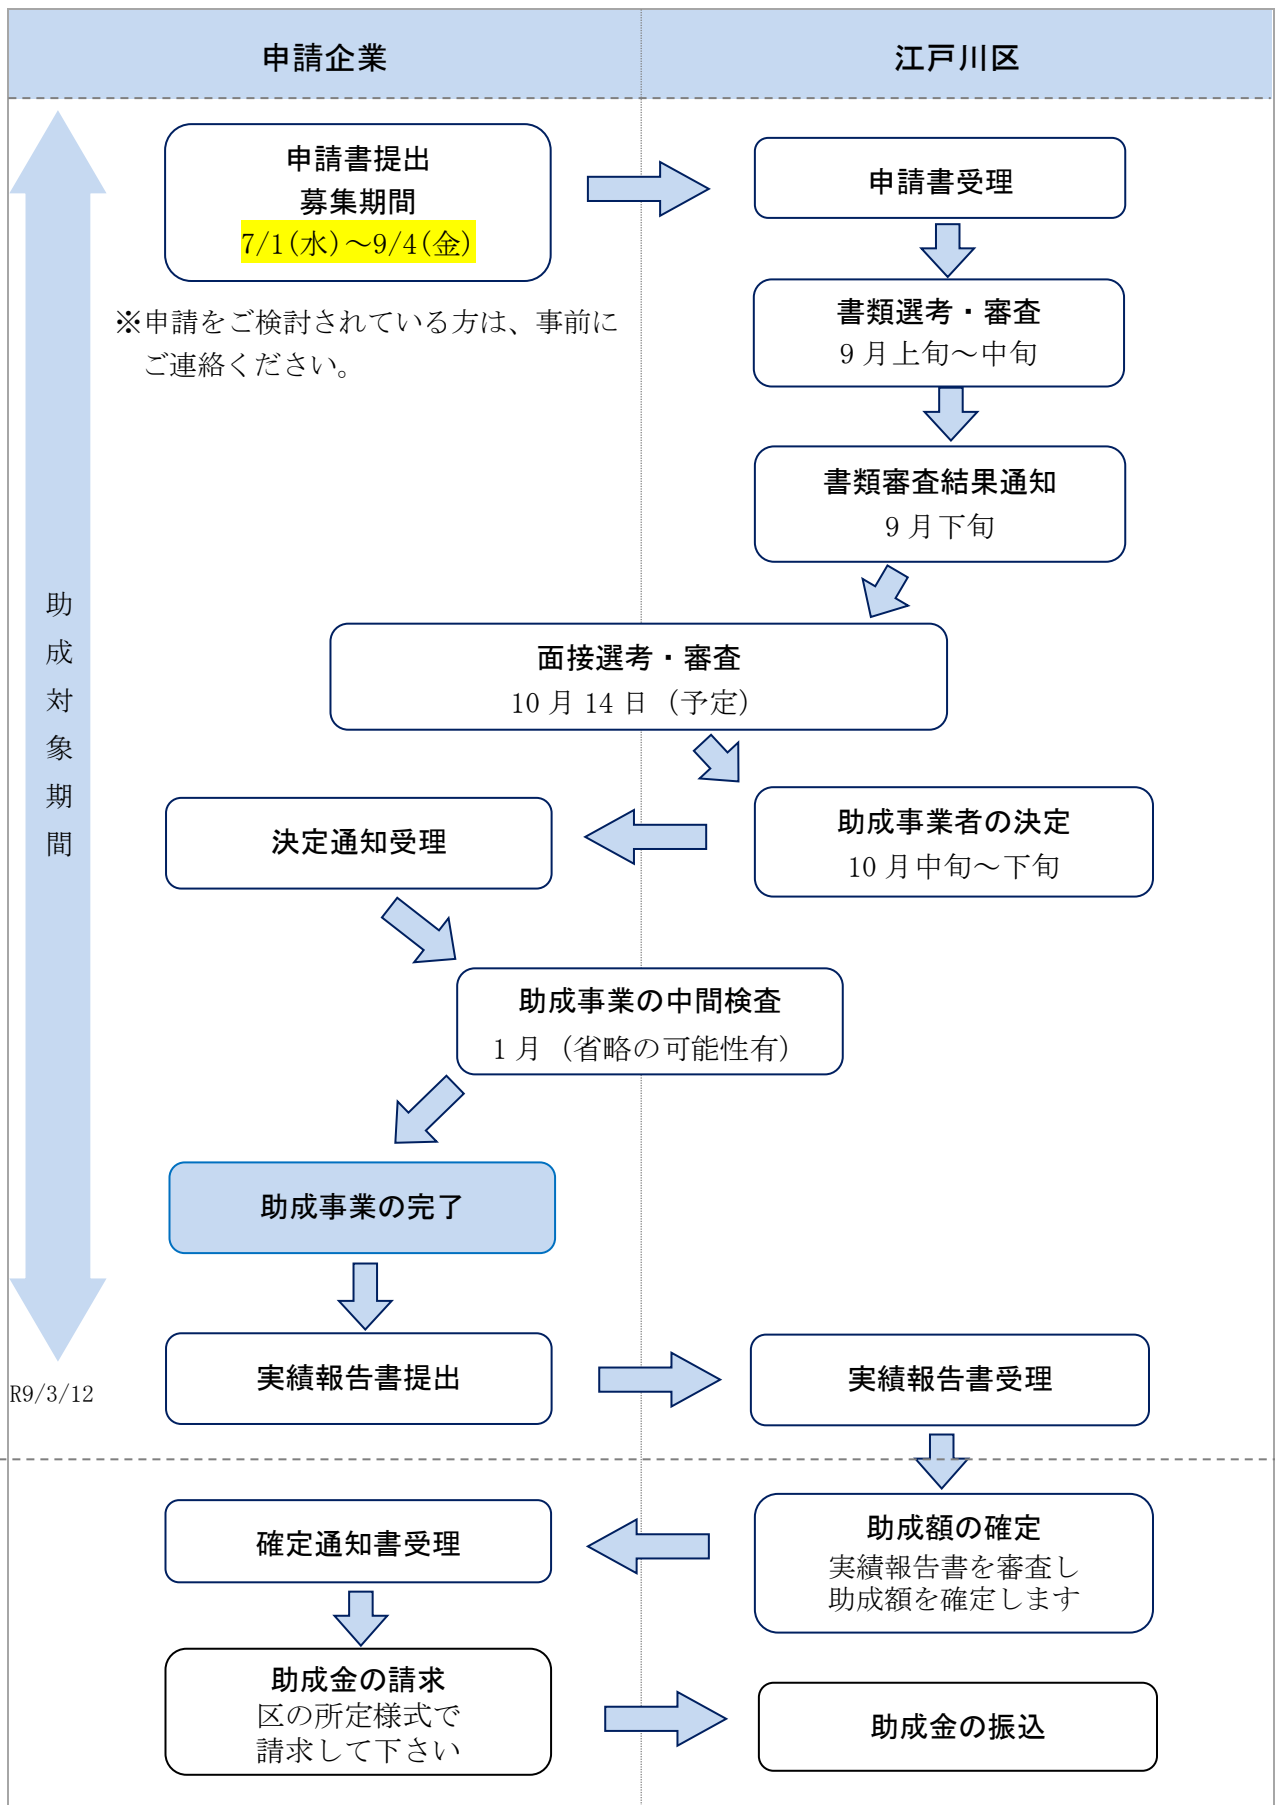 申請企業
江戸川区
申請書提出
募集期間
7/1(水)～9/4(金)
※申請をご検討されている方は、事前に
ご連絡ください。
申請書受理
書類選考・審査
9月上旬～中旬
書類審査結果通知
9月下旬
面接選考・審査
10月14日（予定）
助成事業者の決定
10月中旬～下旬
決定通知受理
助成事業の中間検査
1月（省略の可能性有）
助成事業の完了
助成対象期間
R9/3/12
実績報告書提出
実績報告書受理
助成額の確定
実績報告書を審査し
助成額を確定します
確定通知書受理
助成金の請求
区の所定様式で
請求して下さい
助成金の振込